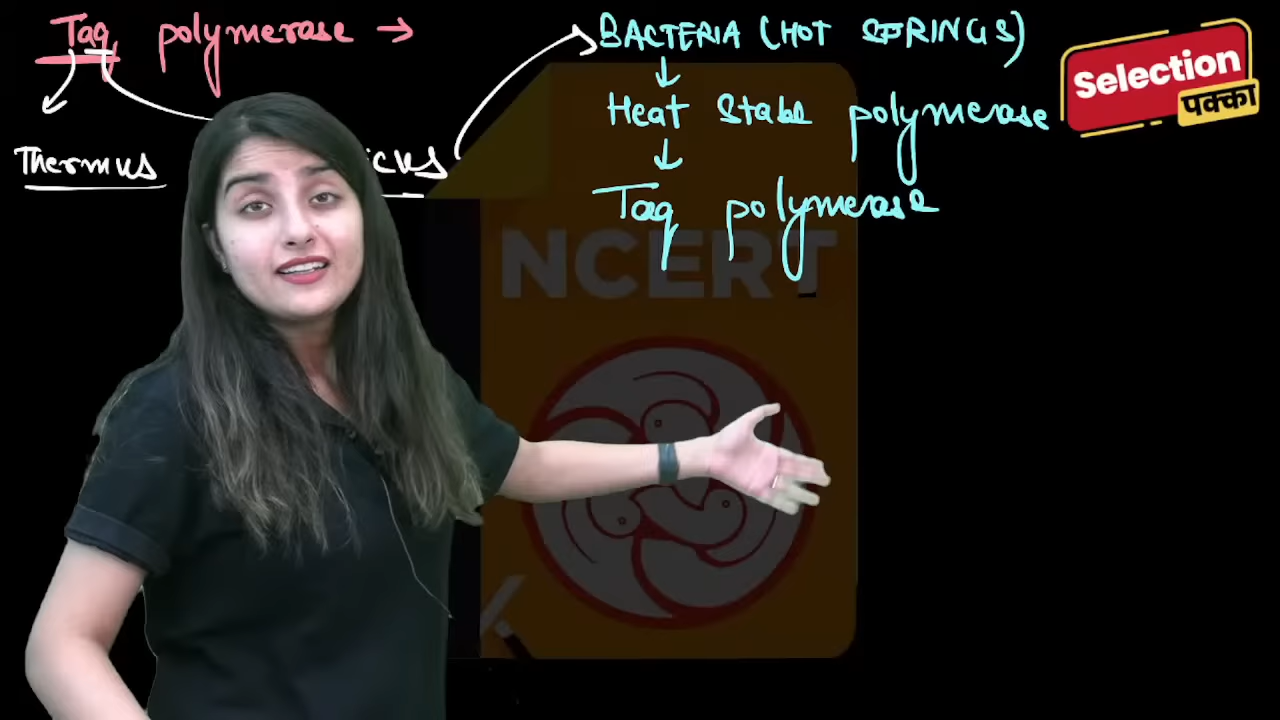 Taq polymerase →
BACTERIA (HOT SPRINGS)
↓
Heat stable polymerase
↓
Taq polymerase
Thermus
Selection
पक्का
NCERT